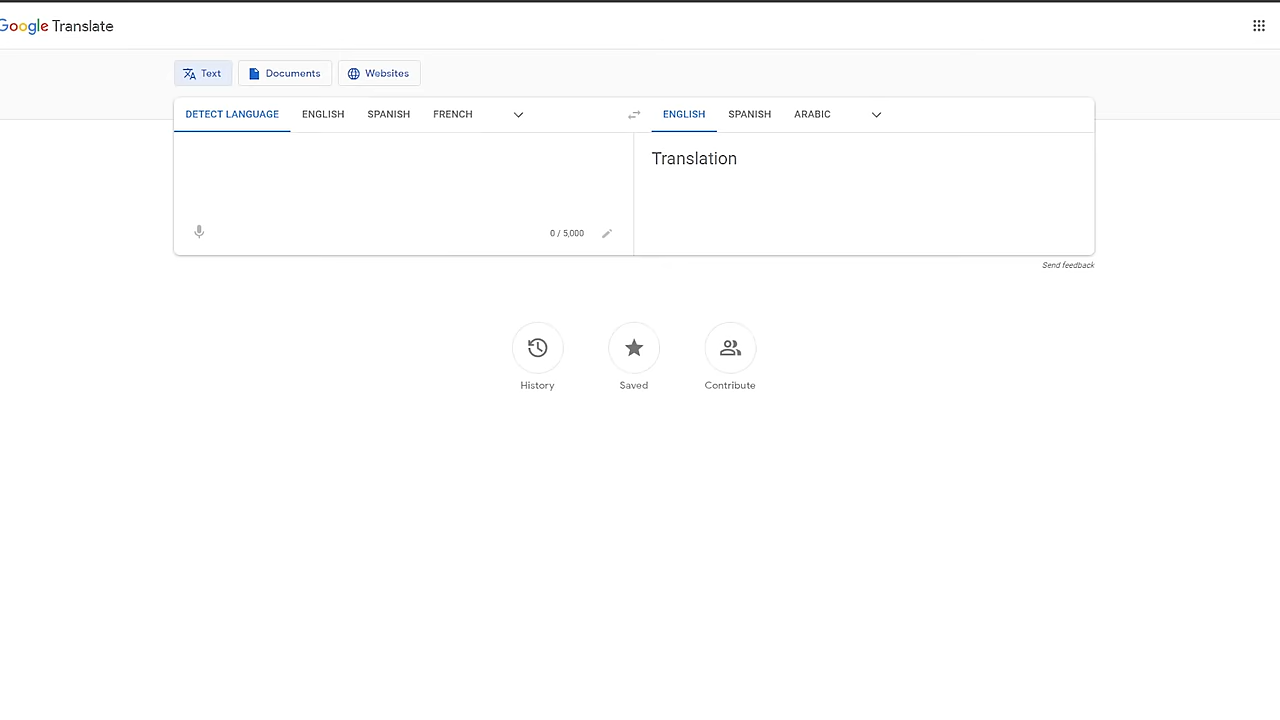 Google Translate
Text Documents Websites
DETECT LANGUAGE ENGLISH SPANISH FRENCH ENGLISH SPANISH ARABIC
Translation
0 / 5,000
Send feedback
History Saved Contribute